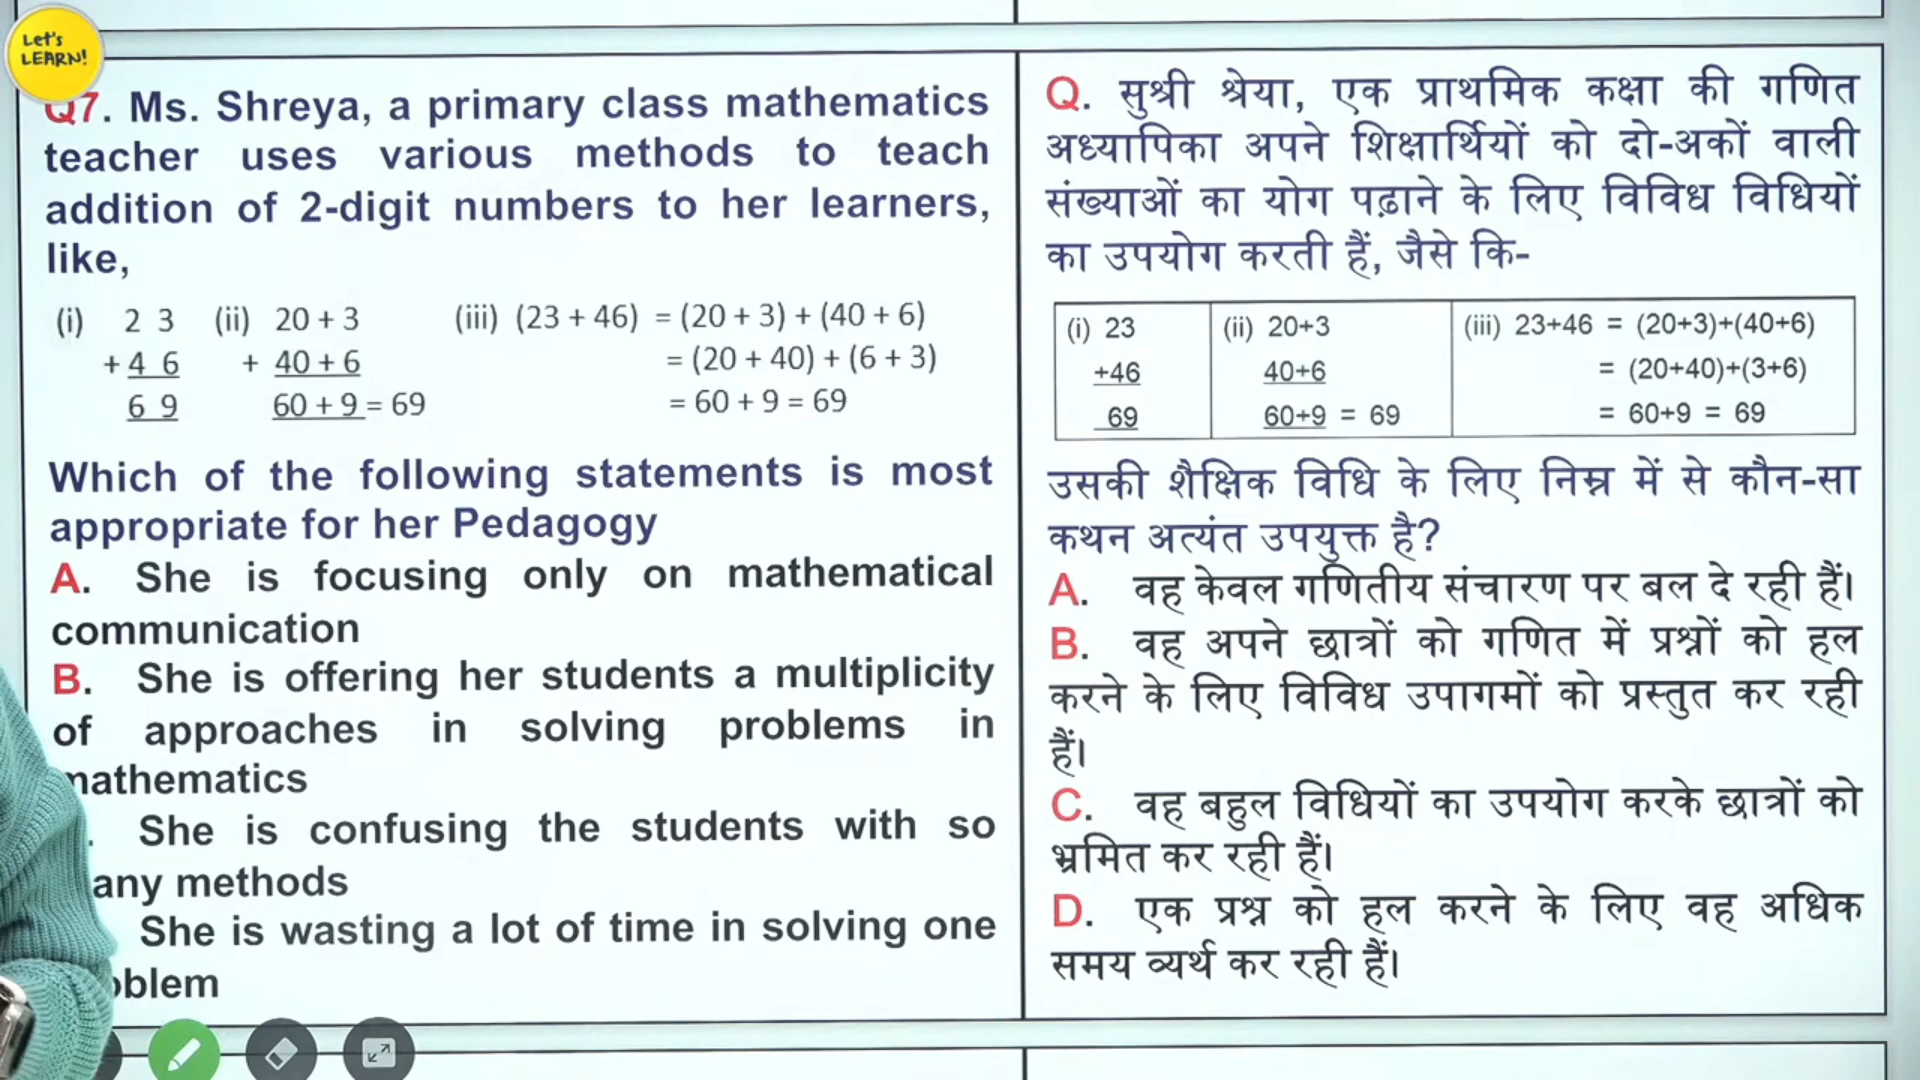 Let's
LEARN!
Q7. Ms. Shreya, a primary class mathematics
teacher uses various methods to teach
addition of 2-digit numbers to her learners,
like,
(i) 2 3 (ii) 20 + 3 (iii) (23 + 46) = (20 + 3) + (40 + 6)
+ 4 6 + 40 + 6 = (20 + 40) + (6 + 3)
6 9 60 + 9 = 69 = 60 + 9 = 69
Which of the following statements is most
appropriate for her Pedagogy
A. She is focusing only on mathematical
communication
B. She is offering her students a multiplicity
of approaches in solving problems in
mathematics
. She is confusing the students with so
any methods
She is wasting a lot of time in solving one
oblem
Q. सुश्री श्रेया, एक प्राथमिक कक्षा की गणित
अध्यापिका अपने शिक्षार्थियों को दो-अकों वाली
संख्याओं का योग पढ़ाने के लिए विविध विधियों
का उपयोग करती हैं, जैसे कि-
(i) 23 (ii) 20+3 (iii) 23+46 = (20+3)+(40+6)
+46 40+6 = (20+40)+(3+6)
69 60+9 = 69 = 60+9 = 69
उसकी शैक्षिक विधि के लिए निम्न में से कौन-सा
कथन अत्यंत उपयुक्त है?
A. वह केवल गणितीय संचारण पर बल दे रही हैं।
B. वह अपने छात्रों को गणित में प्रश्नों को हल
करने के लिए विविध उपागमों को प्रस्तुत कर रही
हैं।
C. वह बहुल विधियों का उपयोग करके छात्रों को
भ्रमित कर रही हैं।
D. एक प्रश्न को हल करने के लिए वह अधिक
समय व्यर्थ कर रही हैं।